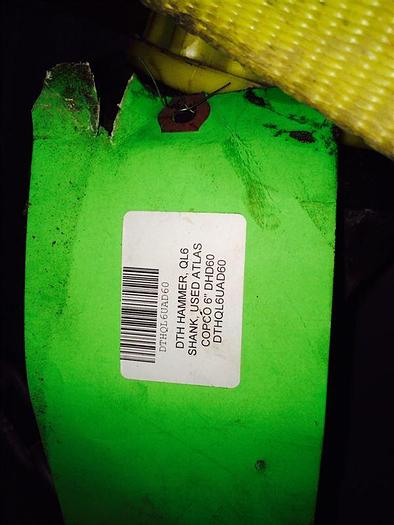 DTHQL6UAD60
DTH HAMMER, QL6
SHANK, USED ATLAS
COPCO 6" DHD60
DTHQL6UAD60